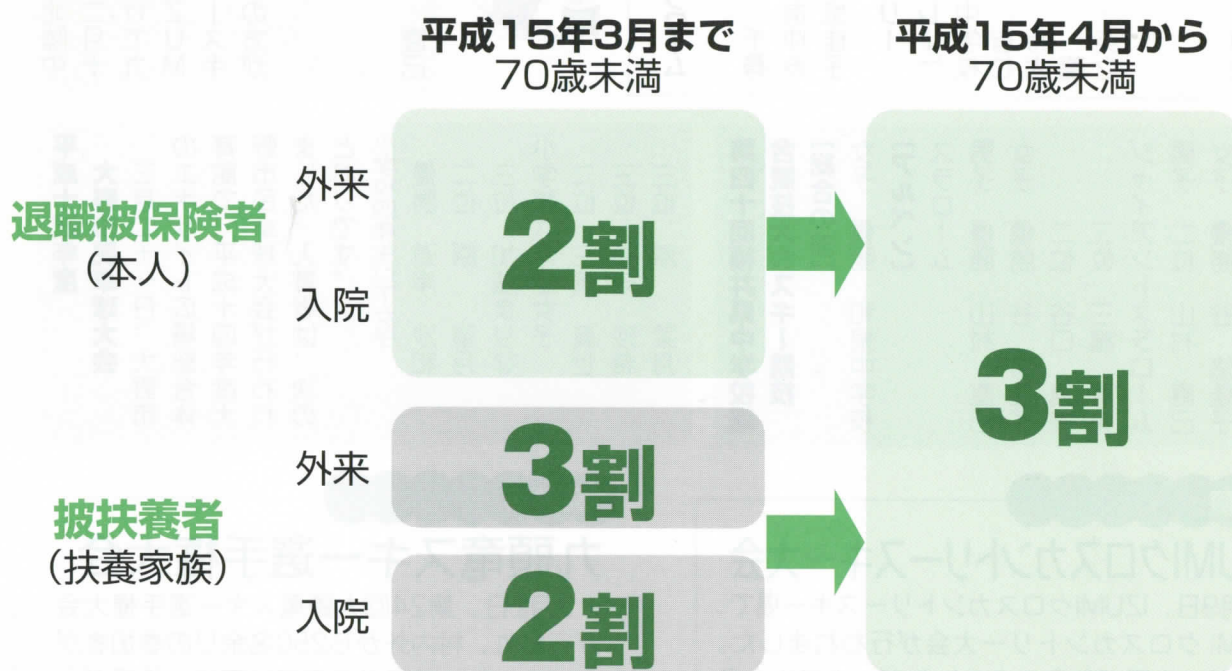 平成15年3月まで
70歳未満
平成15年4月から
70歳未満
退職被保険者
（本人）
外来
入院
2割
3割
披扶養者
（扶養家族）
外来
3割
入院
2割